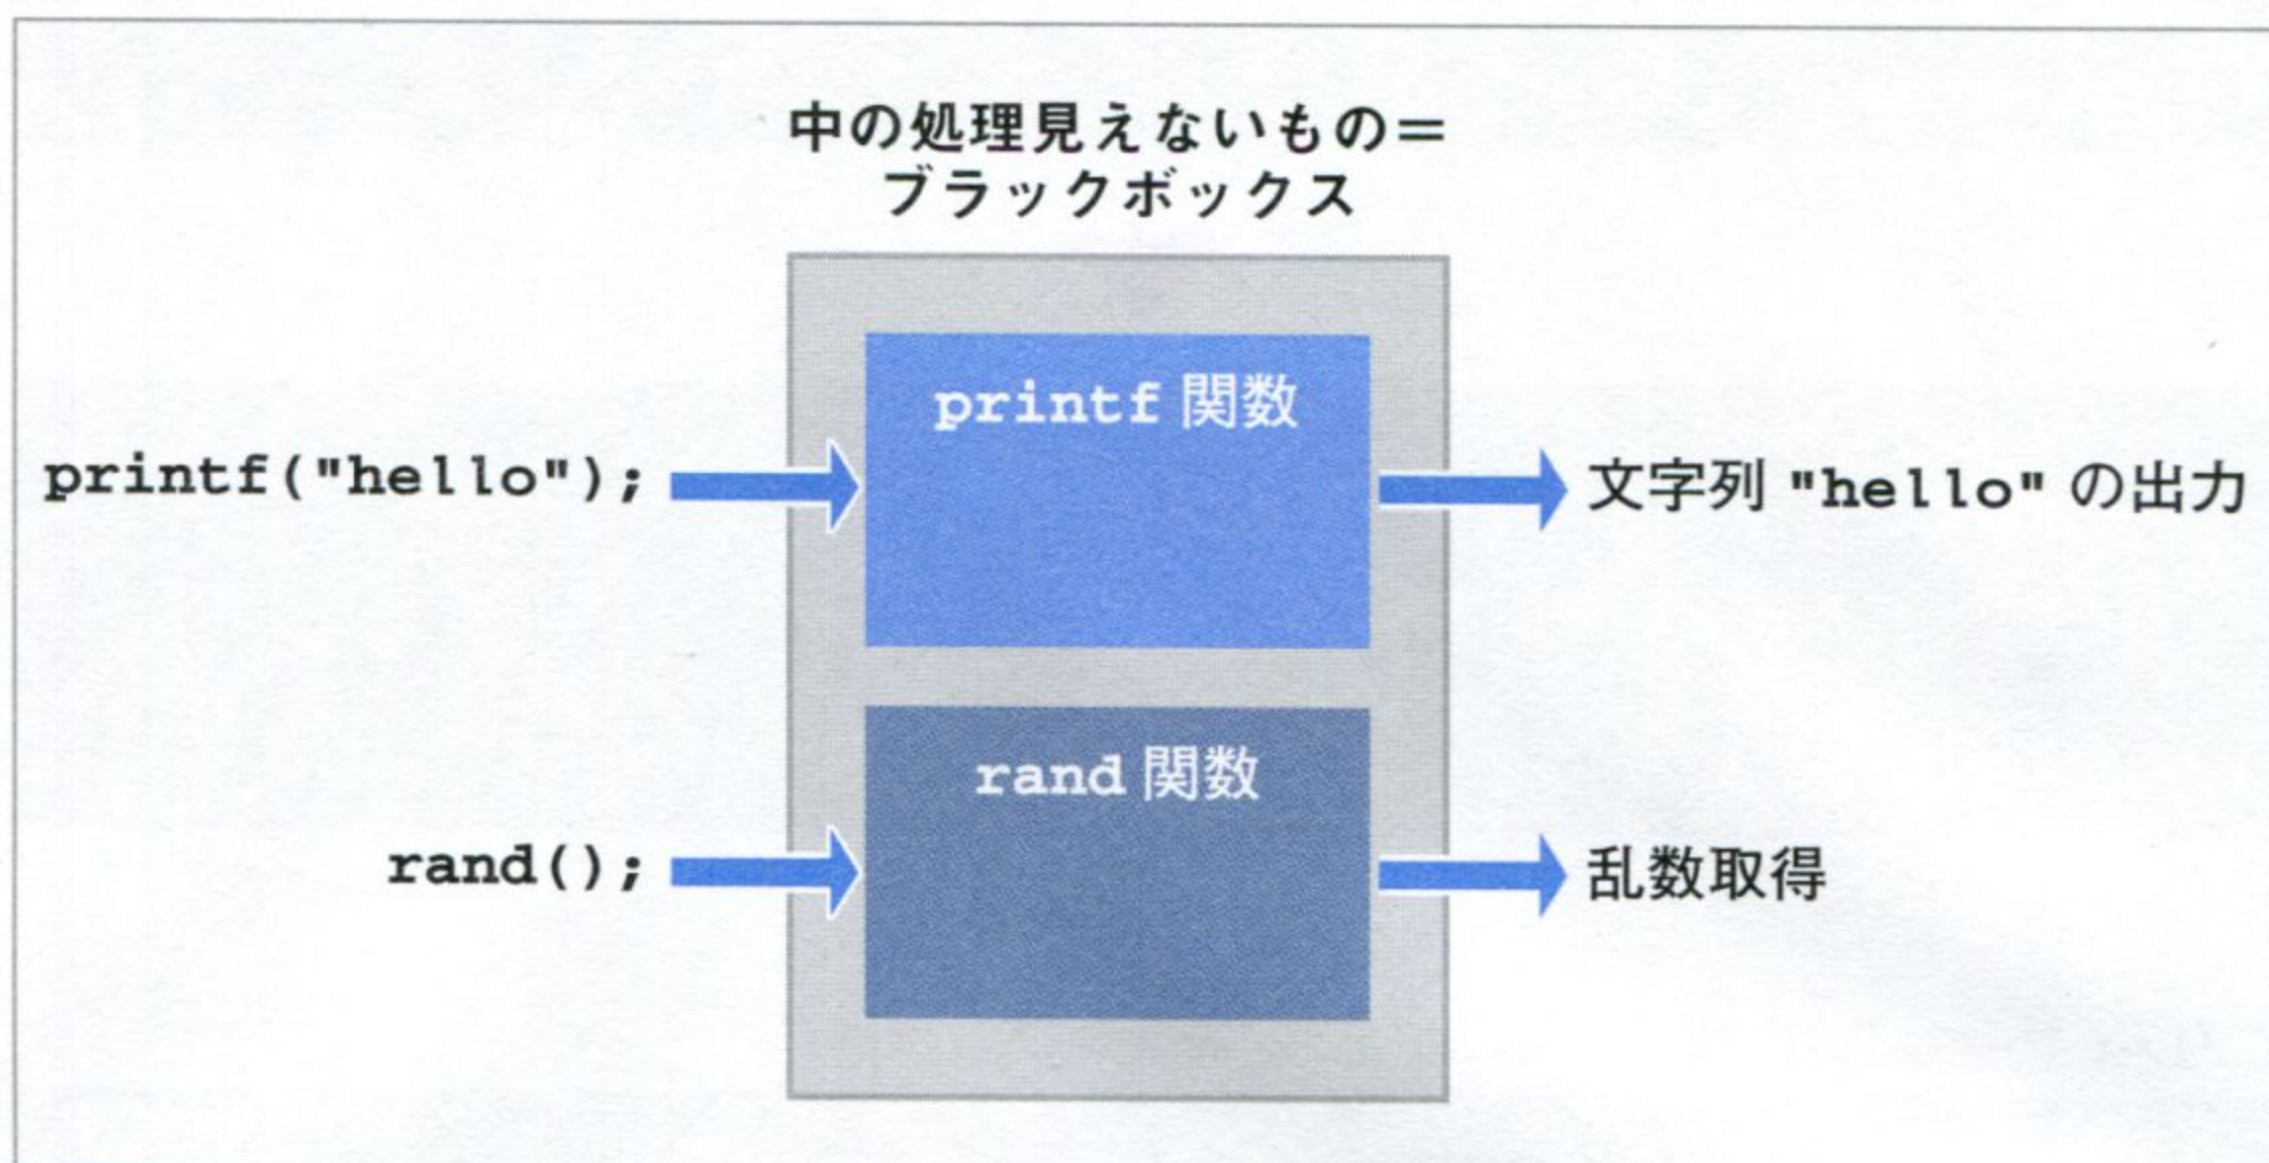 中の処理見えないもの＝
ブラックボックス
printf 関数
printf("hello");
文字列 "hello" の出力
rand 関数
rand();
乱数取得